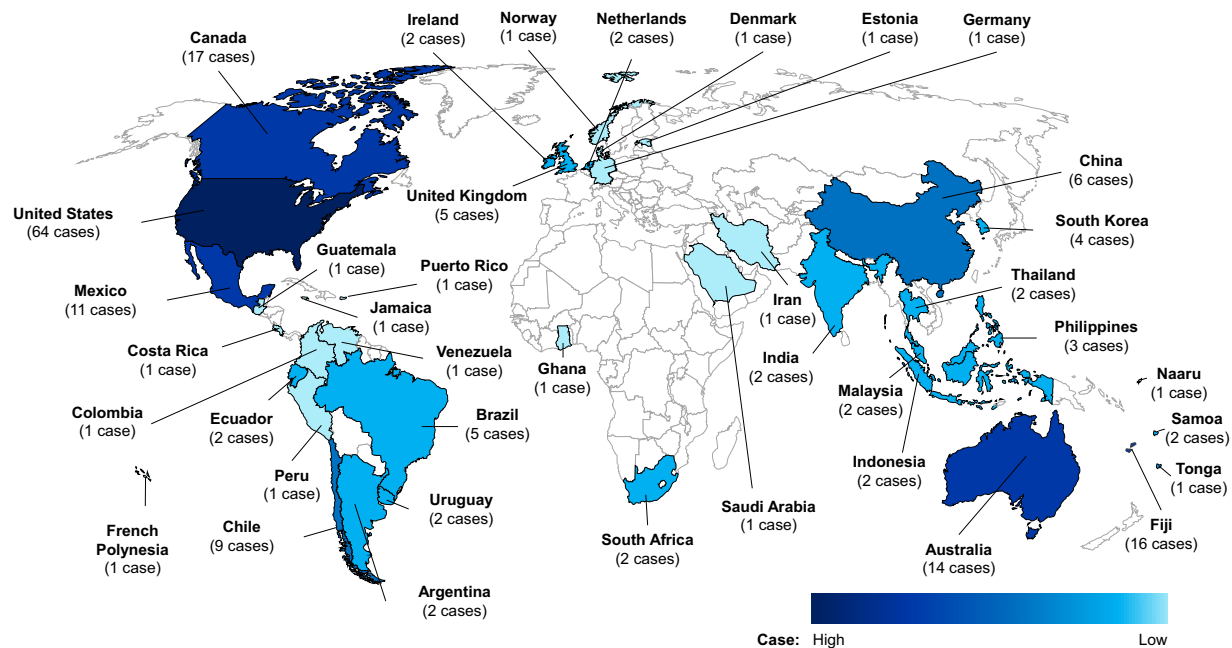 Canada
(17 cases)
Ireland
(2 cases)
Norway
(1 case)
Netherlands
(2 cases)
Denmark
(1 case)
Estonia
(1 case)
Germany
(1 case)
United States
(64 cases)
United Kingdom
(5 cases)
China
(6 cases)
South Korea
(4 cases)
Guatemala
(1 case)
Puerto Rico
(1 case)
Mexico
(11 cases)
Jamaica
(1 case)
Iran
(1 case)
Thailand
(2 cases)
Philippines
(3 cases)
Costa Rica
(1 case)
Venezuela
(1 case)
Ghana
(1 case)
India
(2 cases)
Malaysia
(2 cases)
Naaru
(1 case)
Colombia
(1 case)
Ecuador
(2 cases)
Brazil
(5 cases)
Samoa
(2 cases)
Peru
(1 case)
Indonesia
(2 cases)
Tonga
(1 case)
Uruguay
(2 cases)
Saudi Arabia
(1 case)
French
Polynesia
(1 case)
Chile
(9 cases)
South Africa
(2 cases)
Australia
(14 cases)
Fiji
(16 cases)
Argentina
(2 cases)
Case: High Low